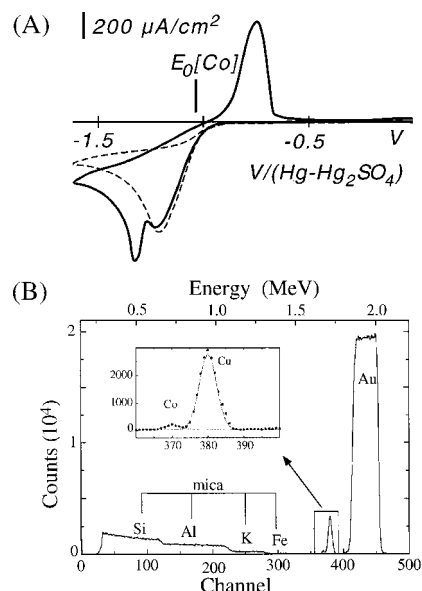 (A)
200 µA/cm²
E₀[Co]
-1.5
-0.5
V
V/(Hg-Hg₂SO₄)
(B)
Energy (MeV)
0.5
1.0
1.5
2.0
Counts (10⁴)
2
1
0
2000
1000
0
Co
Cu
370 380 390
Au
mica
Si
Al
K
Fe
0 100 200 300 400 500
Channel